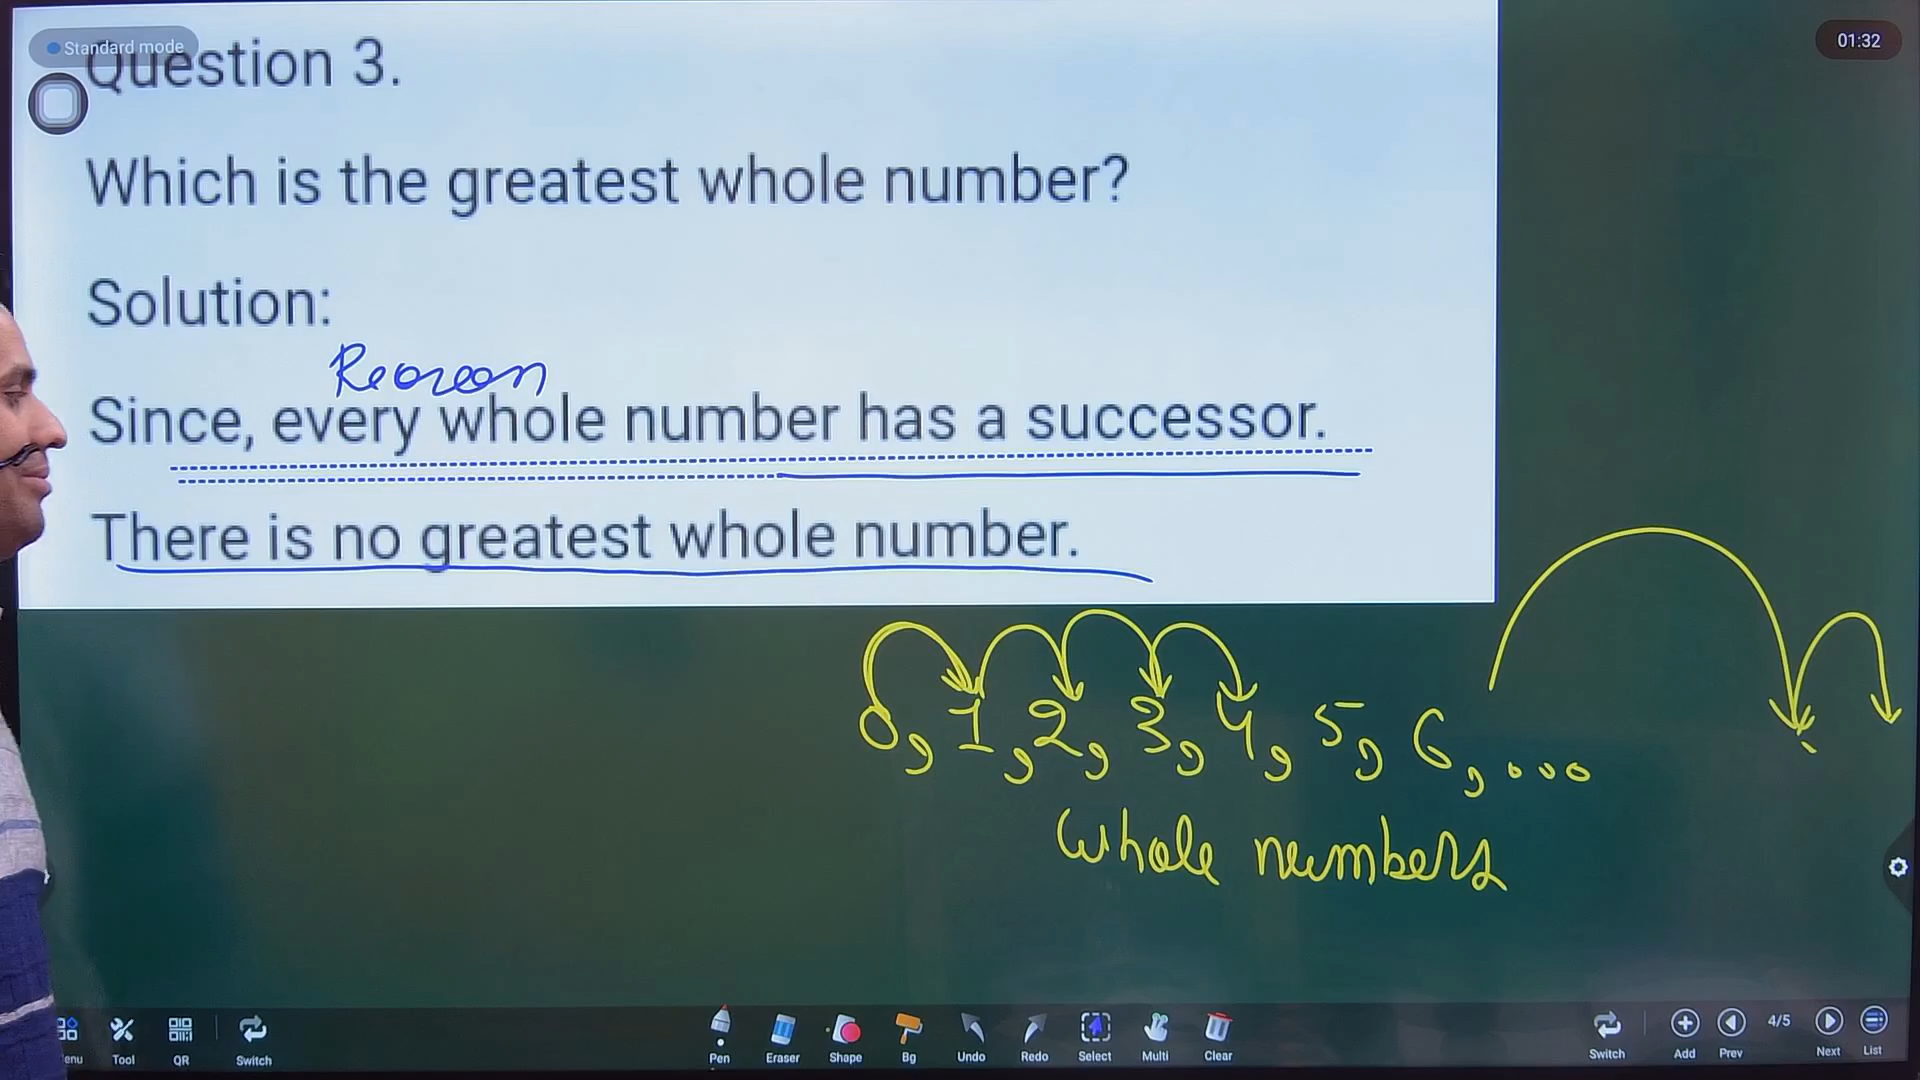 Standard mode
01:32
Question 3.
Which is the greatest whole number?
Solution:
Reason
Since, every whole number has a successor.
There is no greatest whole number.
0, 1, 2, 3, 4, 5, 6, ...
Whole numbers
enu Tool QR Switch Pen Eraser Shape Bg Undo Redo Select Multi Clear Switch Add Prev 4/5 Next List